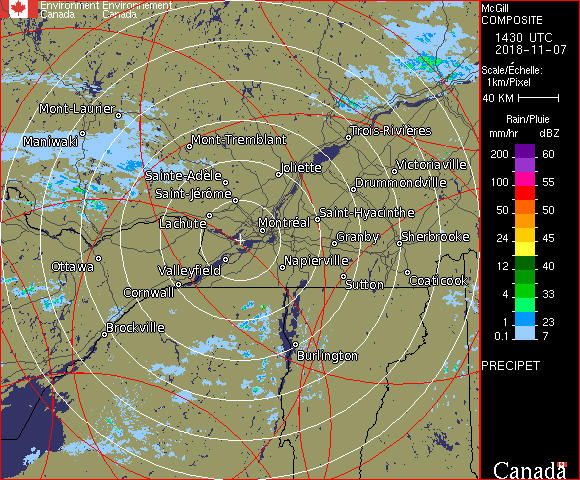 Environment Environnement
Canada Canada
McGill
COMPOSITE
1430 UTC
2018-11-07
Scale/Échelle:
1km/Pixel
40 KM
Rain/Pluie
mm/hr dBZ
200 60
100 55
50 50
24 45
12 40
4 33
1 23
0.1 7
PRECIPET
Canada
Mont-Laurier
Maniwaki
Mont-Tremblant
Trois-Rivières
Sainte-Adèle
Joliette
Victoriaville
Saint-Jérôme
Drummondville
Lachute
Montréal
Saint-Hyacinthe
Granby
Sherbrooke
Ottawa
Valleyfield
Napierville
Cornwall
Sutton
Coaticook
Brockville
Burlington